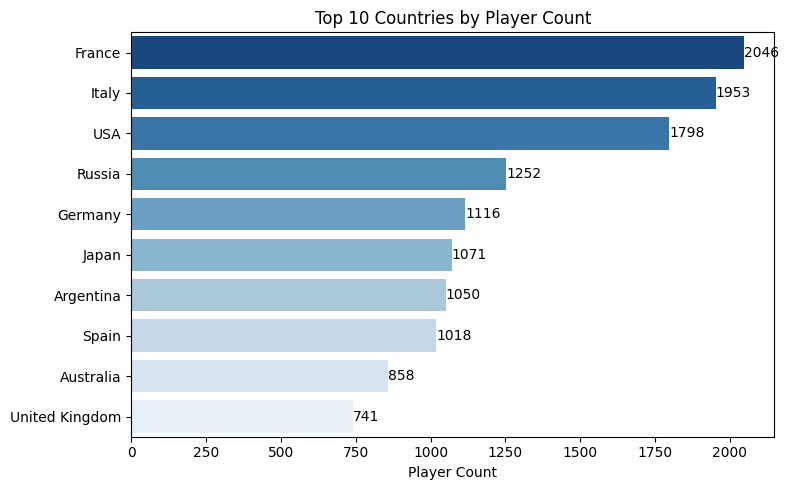 Top 10 Countries by Player Count
France 2046
Italy 1953
USA 1798
Russia 1252
Germany 1116
Japan 1071
Argentina 1050
Spain 1018
Australia 858
United Kingdom 741
0 250 500 750 1000 1250 1500 1750 2000
Player Count